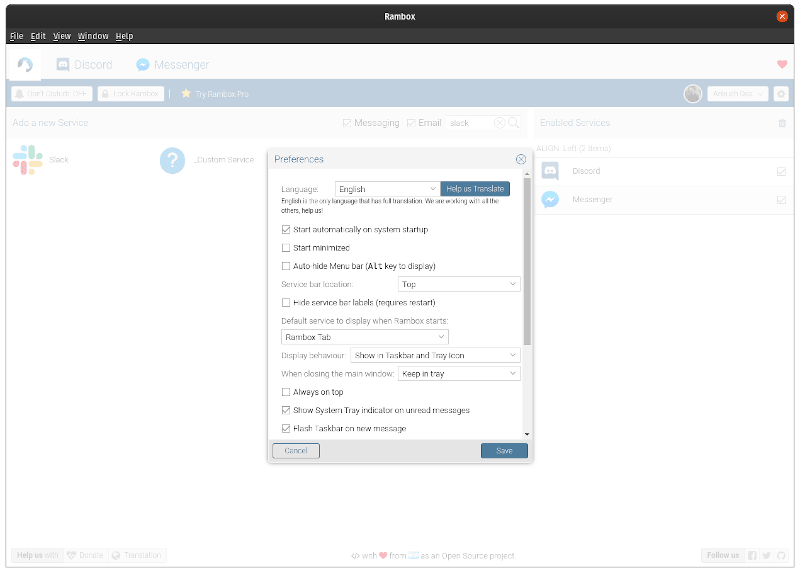 Rambox
File Edit View Window Help
Discord Messenger
Don't Disturb: OFF Lock Rambox Try Rambox Pro
Add a new Service Messaging Email slack Enabled Services
ALIGN: Left (2 Items)
Slack _Custom Service Discord
Messenger
Preferences
Language: English Help us Translate
English is the only language that has full translation. We are working with all the
others, help us!
Start automatically on system startup
Start minimized
Auto-hide Menu bar (Alt key to display)
Service bar location: Top
Hide service bar labels (requires restart)
Default service to display when Rambox starts:
Rambox Tab
Display behaviour: Show in Taskbar and Tray Icon
When closing the main window: Keep in tray
Always on top
Show System Tray indicator on unread messages
Flash Taskbar on new message
Cancel Save
Help us with Donate Translation </> with from as an Open Source project Follow us